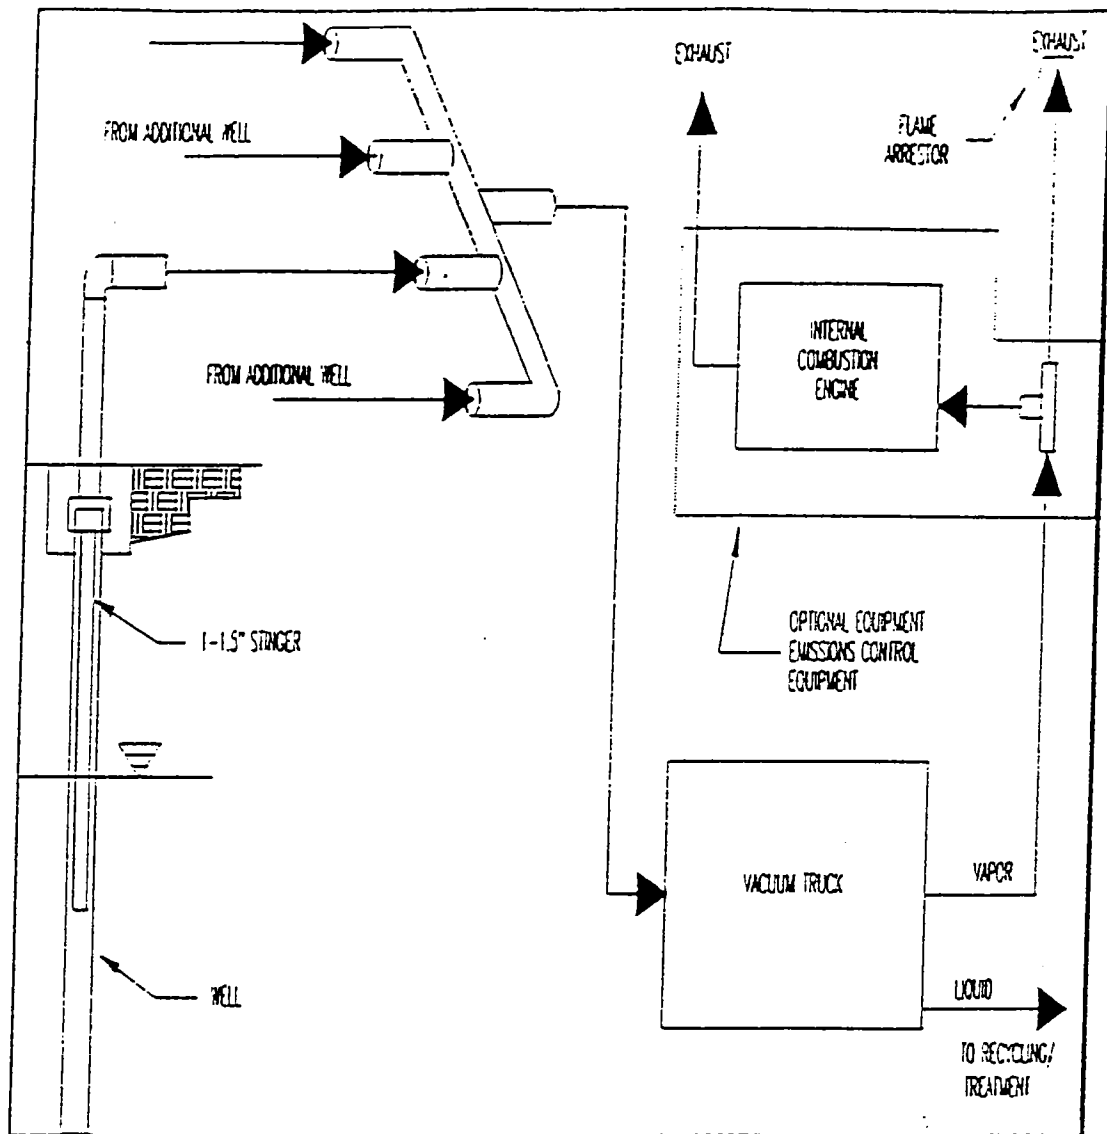 EXHAUST
EXHAUST
FROM ADDITIONAL WELL
FLAME
ARRESTOR
INTERNAL
COMBUSTION
ENGINE
FROM ADDITIONAL WELL
1-1.5" STINGER
OPTIONAL EQUIPMENT
EMISSIONS CONTROL
EQUIPMENT
VACUUM TRUCK
VAPOR
WELL
LIQUID
TO RECYCLING/
TREATMENT